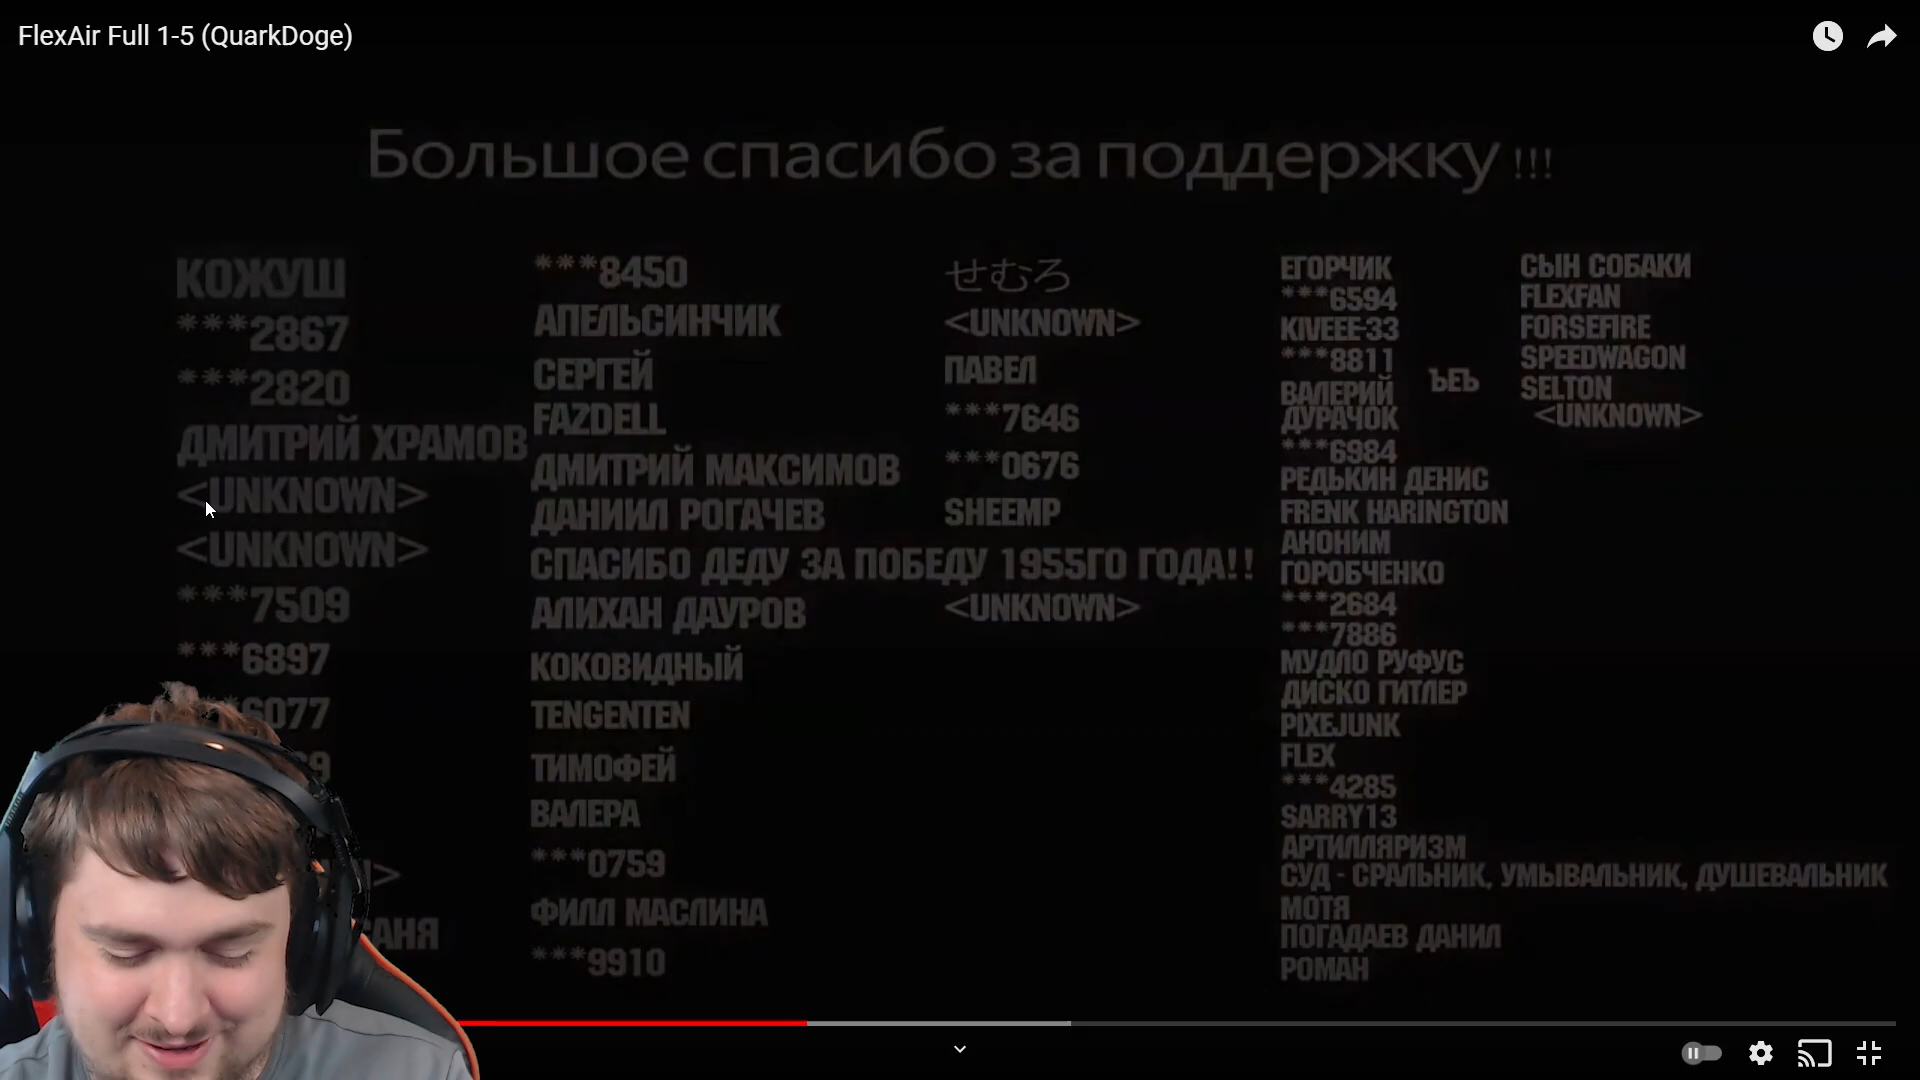 FlexAir Full 1-5 (QuarkDoge)
Большое спасибо за поддержку !!!
КОЖУШ
***2867
***2820
ДМИТРИЙ ХРАМОВ
<UNKNOWN>
<UNKNOWN>
***7509
***6897
6077
САНЯ
***8450
АПЕЛЬСИНЧИК
СЕРГЕЙ
FAZDELL
ДМИТРИЙ МАКСИМОВ
ДАНИИЛ РОГАЧЕВ
СПАСИБО ДЕДУ ЗА ПОБЕДУ 1955ГО ГОДА!!
АЛИХАН ДАУРОВ
КОКОВИДНЫЙ
TENGENTEN
ТИМОФЕЙ
ВАЛЕРА
***0759
ФИЛЛ МАСЛИНА
***9910
せむろ
<UNKNOWN>
ПАВЕЛ
***7646
***0676
SHEEMP
<UNKNOWN>
ЕГОРЧИК
***6594
KIVEEE-33
***8811
ВАЛЕРИЙ
ДУРАЧОК
***6984
РЕДЬКИН ДЕНИС
FRENK HARINGTON
АНОНИМ
ГОРОБЧЕНКО
***2684
***7886
МУДЛО РУФУС
ДИСКО ГИТЛЕР
PIXEJUNK
FLEX
***4285
SARRY13
АРТИЛЛЯРИЗМ
СУД - СРАЛЬНИК, УМЫВАЛЬНИК, ДУШЕВАЛЬНИК
МОТЯ
ПОГАДАЕВ ДАНИЛ
РОМАН
ЪЕЪ
СЫН СОБАКИ
FLEXFAN
FORSEFIRE
SPEEDWAGON
SELTON
<UNKNOWN>